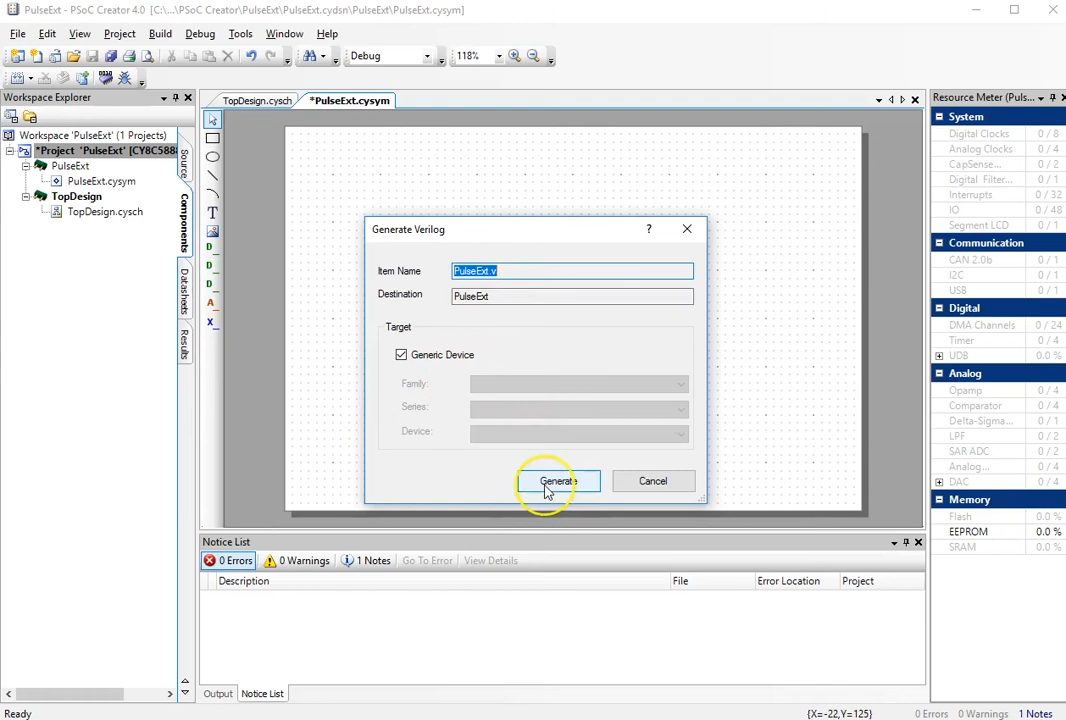 PulseExt - PSoC Creator 4.0 [C:\...\PulseExt\PulseExt.cydsn\PulseExt\PulseExt.cysym]
File Edit View Project Build Debug Tools Window Help
Debug 118%
Workspace Explorer
Workspace 'PulseExt' (1 Projects)
*Project 'PulseExt' [CY8C588
PulseExt
PulseExt.cysym
TopDesign
TopDesign.cysch
Source
Components
Datasheets
Results
TopDesign.cysch *PulseExt.cysym
T
D
D
D
A
X
Generate Verilog
?
Item Name PulseExt.v
Destination PulseExt
Target
Generic Device
Family:
Series:
Device:
Generate Cancel
Resource Meter (Puls...
System
Digital Clocks 0 / 8
Analog Clocks 0 / 4
CapSense... 0 / 2
Digital Filter... 0 / 1
Interrupts 0 / 32
IO 0 / 48
Segment LCD 0 / 1
Communication
CAN 2.0b 0 / 1
I2C 0 / 1
USB 0 / 1
Digital
DMA Channels 0 / 24
Timer 0 / 4
UDB 0.0 %
Analog
Opamp 0 / 4
Comparator 0 / 4
Delta-Sigma... 0 / 1
LPF 0 / 2
SAR ADC 0 / 2
Analog... 0 / 4
DAC 0 / 4
Memory
Flash 0.0 %
EEPROM 0.0 %
SRAM 0.0 %
Notice List
0 Errors 0 Warnings 1 Notes Go To Error View Details
Description File Error Location Project
Output Notice List
Ready {X=-22,Y=125} 0 Errors 0 Warnings 1 Notes